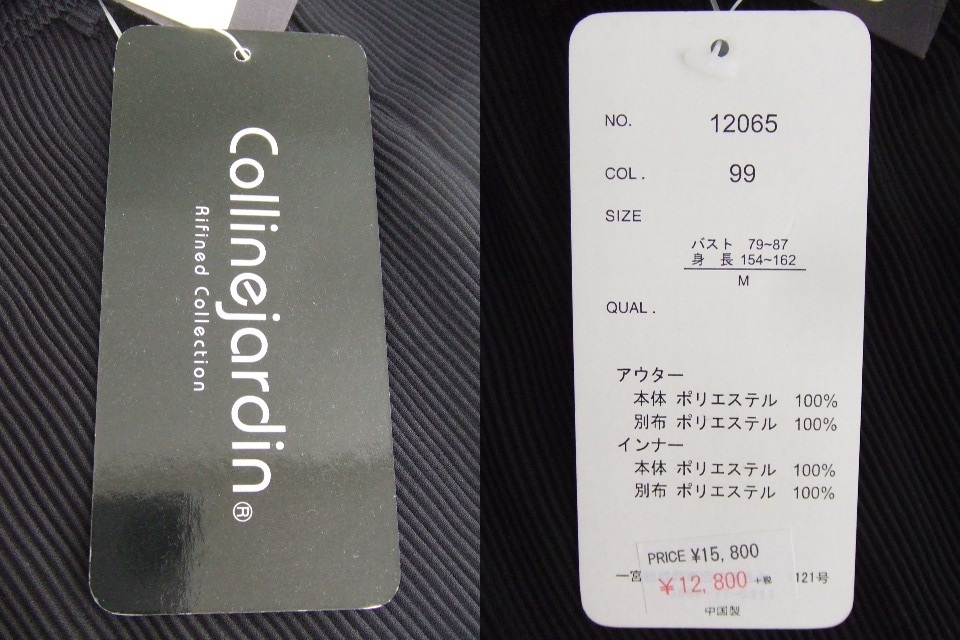 Collinejardin®
Rifined Collection
NO. 12065
COL. 99
SIZE
バスト 79~87
身 長 154~162
M
QUAL.
アウター
本体 ポリエステル 100%
別布 ポリエステル 100%
インナー
本体 ポリエステル 100%
別布 ポリエステル 100%
PRICE ¥15,800
一宮 ¥12,800 +税 121号
中国製